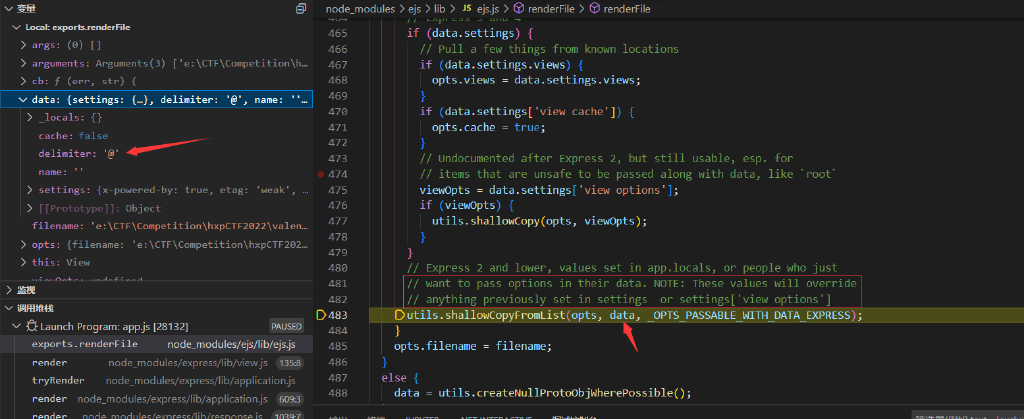 变量
Local: exports.renderFile
args: (0) []
arguments: Arguments(3) ['e:\CTF\Competition\h…
cb: ƒ (err, str) {
data: {settings: {…}, delimiter: '@', name: ''…
_locals: {}
cache: false
delimiter: '@'
name: ''
settings: {x-powered-by: true, etag: 'weak', …
[[Prototype]]: Object
filename: 'e:\CTF\Competition\hxpCTF2022\valen…
opts: {filename: 'e:\CTF\Competition\hxpCTF202…
this: View
viewOpts: undefined
监视
调用堆栈
Launch Program: app.js [28132] PAUSED
exports.renderFile node_modules/ejs/lib/ejs.js
render node_modules/express/lib/view.js 135:8
tryRender node_modules/express/lib/application.js
render node_modules/express/lib/application.js 609:3
render node_modules/express/lib/response.js 1039:7
node_modules > ejs > lib > JS ejs.js > renderFile > renderFile
464 // Express 3 and 4
465 if (data.settings) {
466 // Pull a few things from known locations
467 if (data.settings.views) {
468 opts.views = data.settings.views;
469 }
470 if (data.settings['view cache']) {
471 opts.cache = true;
472 }
473 // Undocumented after Express 2, but still usable, esp. for
474 // items that are unsafe to be passed along with data, like `root`
475 viewOpts = data.settings['view options'];
476 if (viewOpts) {
477 utils.shallowCopy(opts, viewOpts);
478 }
479 }
480 // Express 2 and lower, values set in app.locals, or people who just
481 // want to pass options in their data. NOTE: These values will override
482 // anything previously set in settings  or settings['view options']
483 utils.shallowCopyFromList(opts, data, _OPTS_PASSABLE_WITH_DATA_EXPRESS);
484 }
485 opts.filename = filename;
486 }
487 else {
488 data = utils.createNullProtoObjWherePossible();